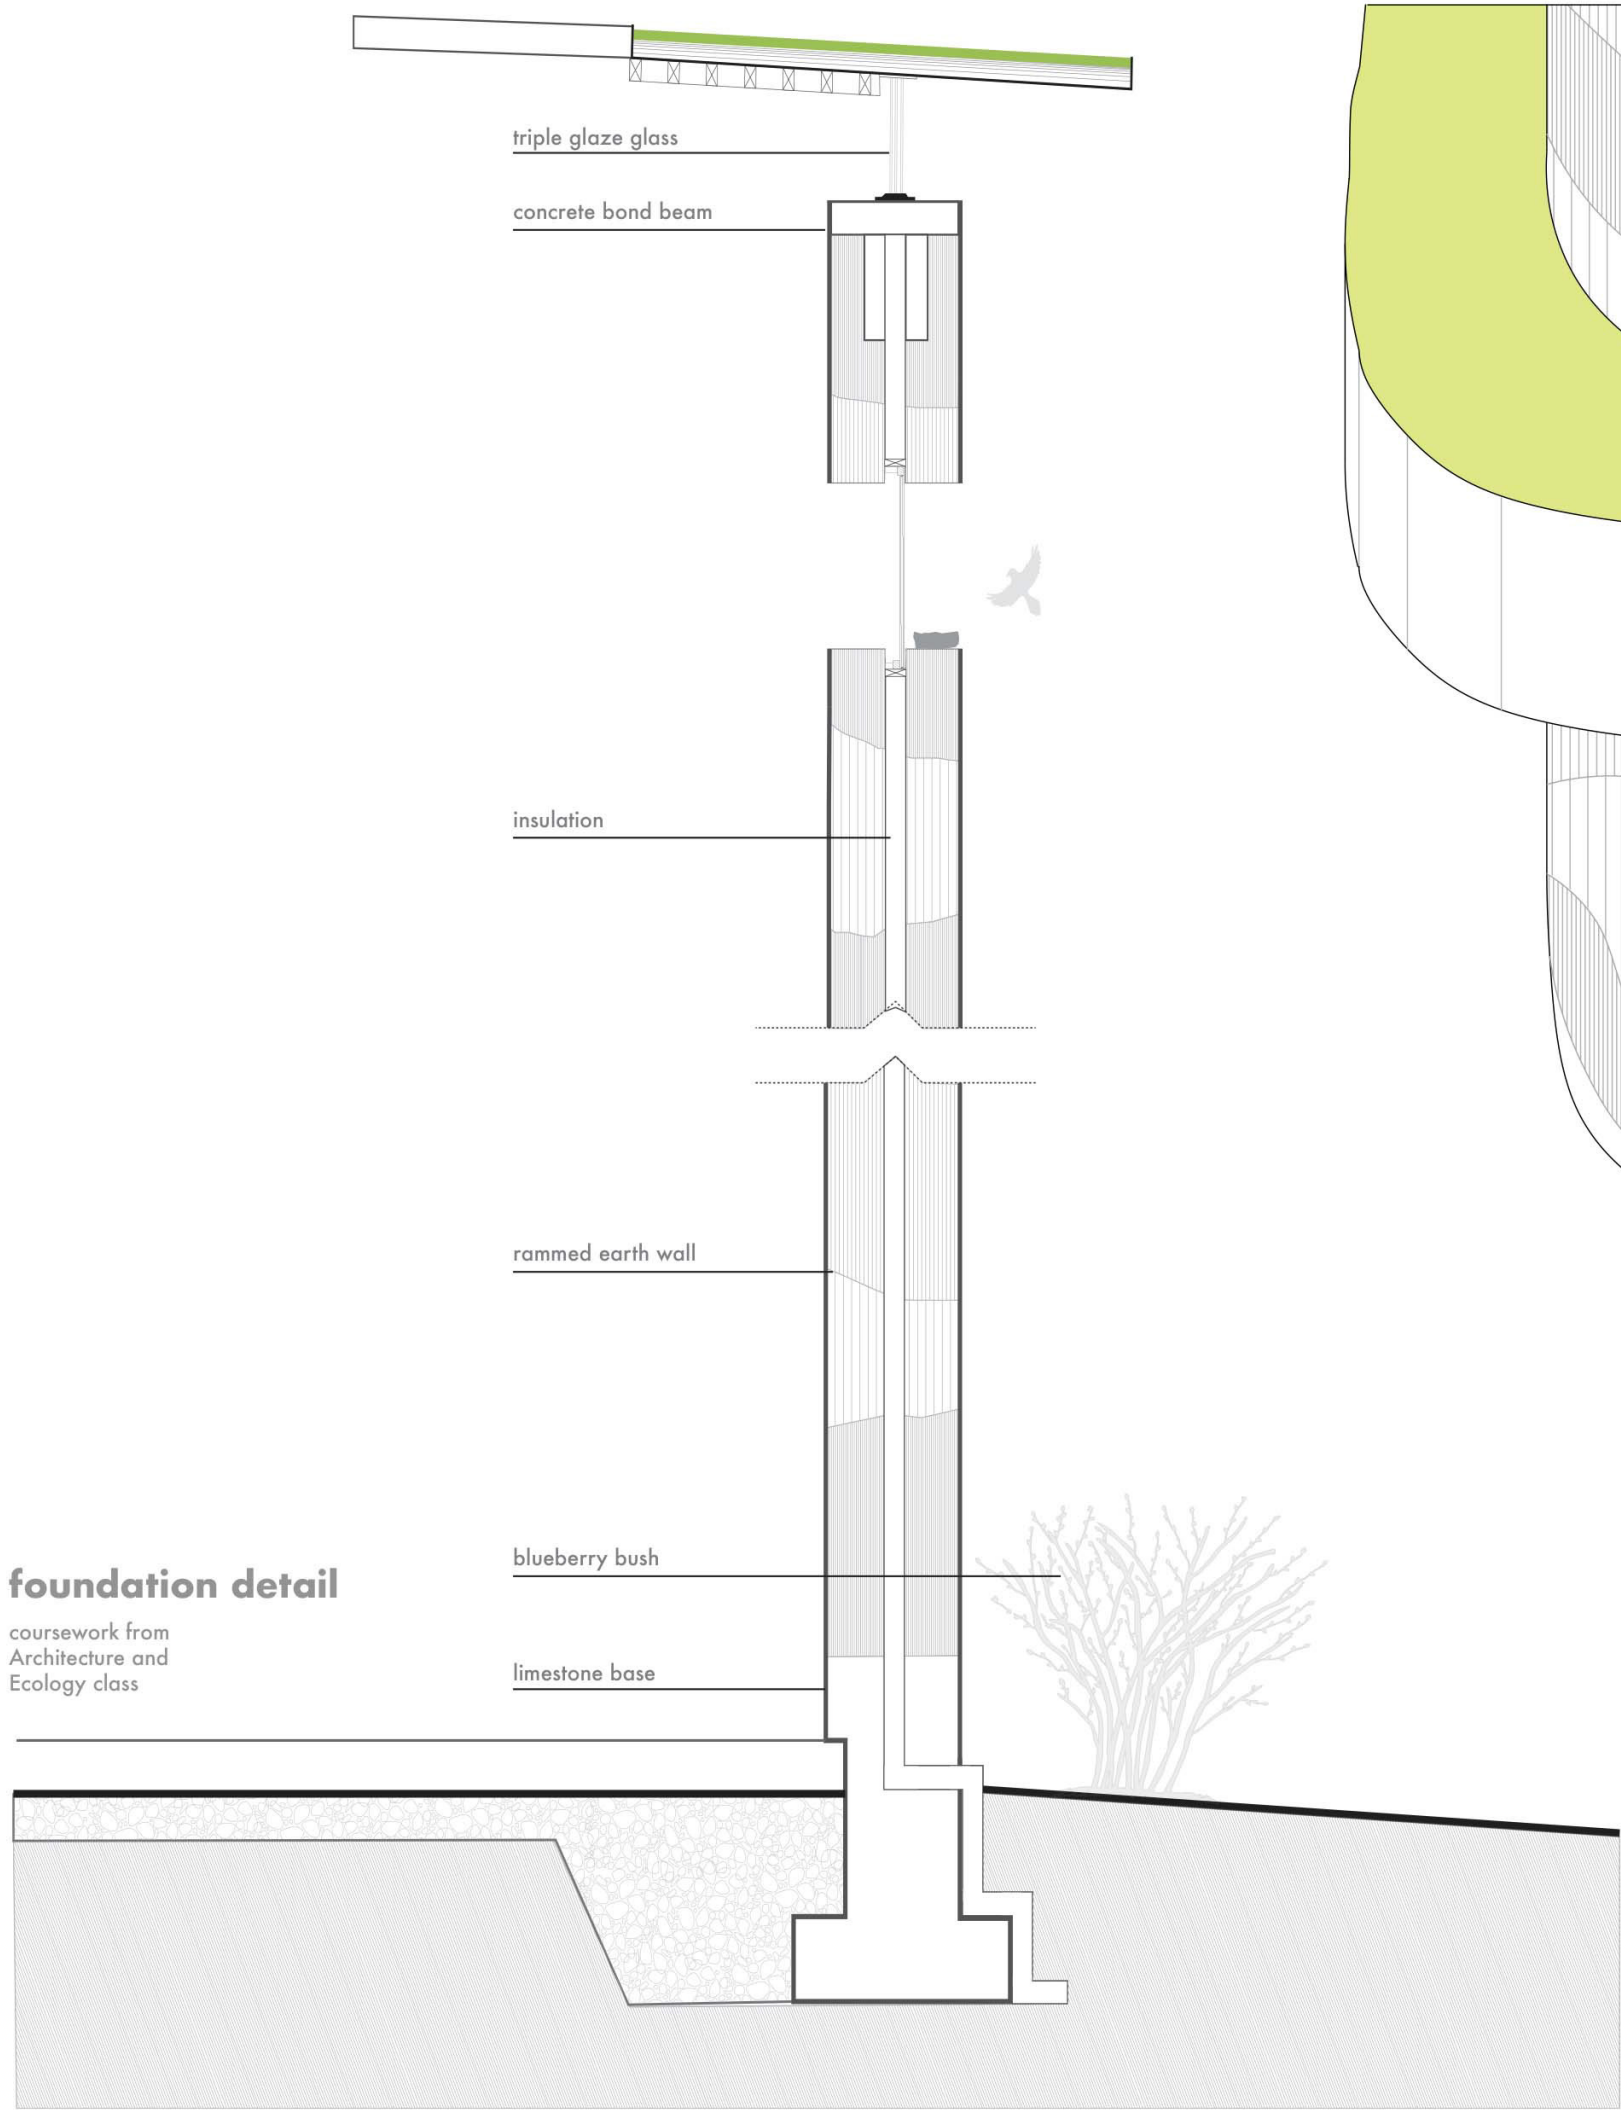 triple glaze glass
concrete bond beam
insulation
rammed earth wall
blueberry bush
limestone base
foundation detail
coursework from
Architecture and
Ecology class